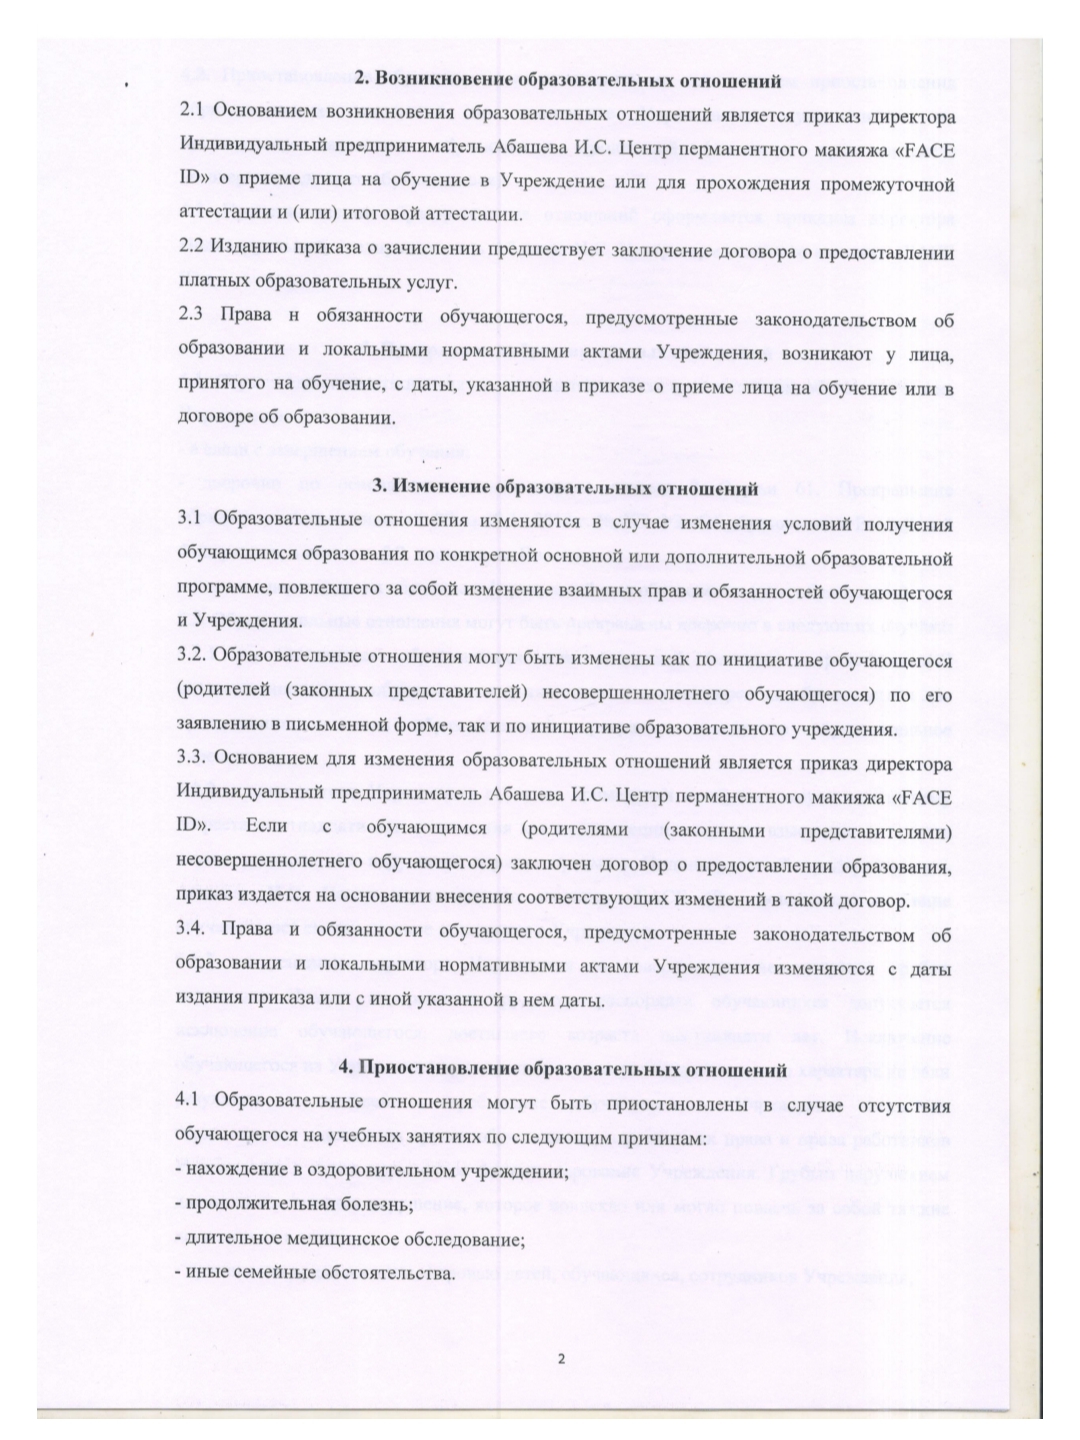 2. Возникновение образовательных отношений
2.1 Основанием возникновения образовательных отношений является приказ директора
Индивидуальный предприниматель Абашева И.С. Центр перманентного макияжа «FACE
ID» о приеме лица на обучение в Учреждение или для прохождения промежуточной
аттестации и (или) итоговой аттестации.
2.2 Изданию приказа о зачислении предшествует заключение договора о предоставлении
платных образовательных услуг.
2.3 Права н обязанности обучающегося, предусмотренные законодательством об
образовании и локальными нормативными актами Учреждения, возникают у лица,
принятого на обучение, с даты, указанной в приказе о приеме лица на обучение или в
договоре об образовании.
3. Изменение образовательных отношений
3.1 Образовательные отношения изменяются в случае изменения условий получения
обучающимся образования по конкретной основной или дополнительной образовательной
программе, повлекшего за собой изменение взаимных прав и обязанностей обучающегося
и Учреждения.
3.2. Образовательные отношения могут быть изменены как по инициативе обучающегося
(родителей (законных представителей) несовершеннолетнего обучающегося) по его
заявлению в письменной форме, так и по инициативе образовательного учреждения.
3.3. Основанием для изменения образовательных отношений является приказ директора
Индивидуальный предприниматель Абашева И.С. Центр перманентного макияжа «FACE
ID». Если с обучающимся (родителями (законными представителями)
несовершеннолетнего обучающегося) заключен договор о предоставлении образования,
приказ издается на основании внесения соответствующих изменений в такой договор.
3.4. Права и обязанности обучающегося, предусмотренные законодательством об
образовании и локальными нормативными актами Учреждения изменяются с даты
издания приказа или с иной указанной в нем даты.
4. Приостановление образовательных отношений
4.1 Образовательные отношения могут быть приостановлены в случае отсутствия
обучающегося на учебных занятиях по следующим причинам:
- нахождение в оздоровительном учреждении;
- продолжительная болезнь;
- длительное медицинское обследование;
- иные семейные обстоятельства.
2